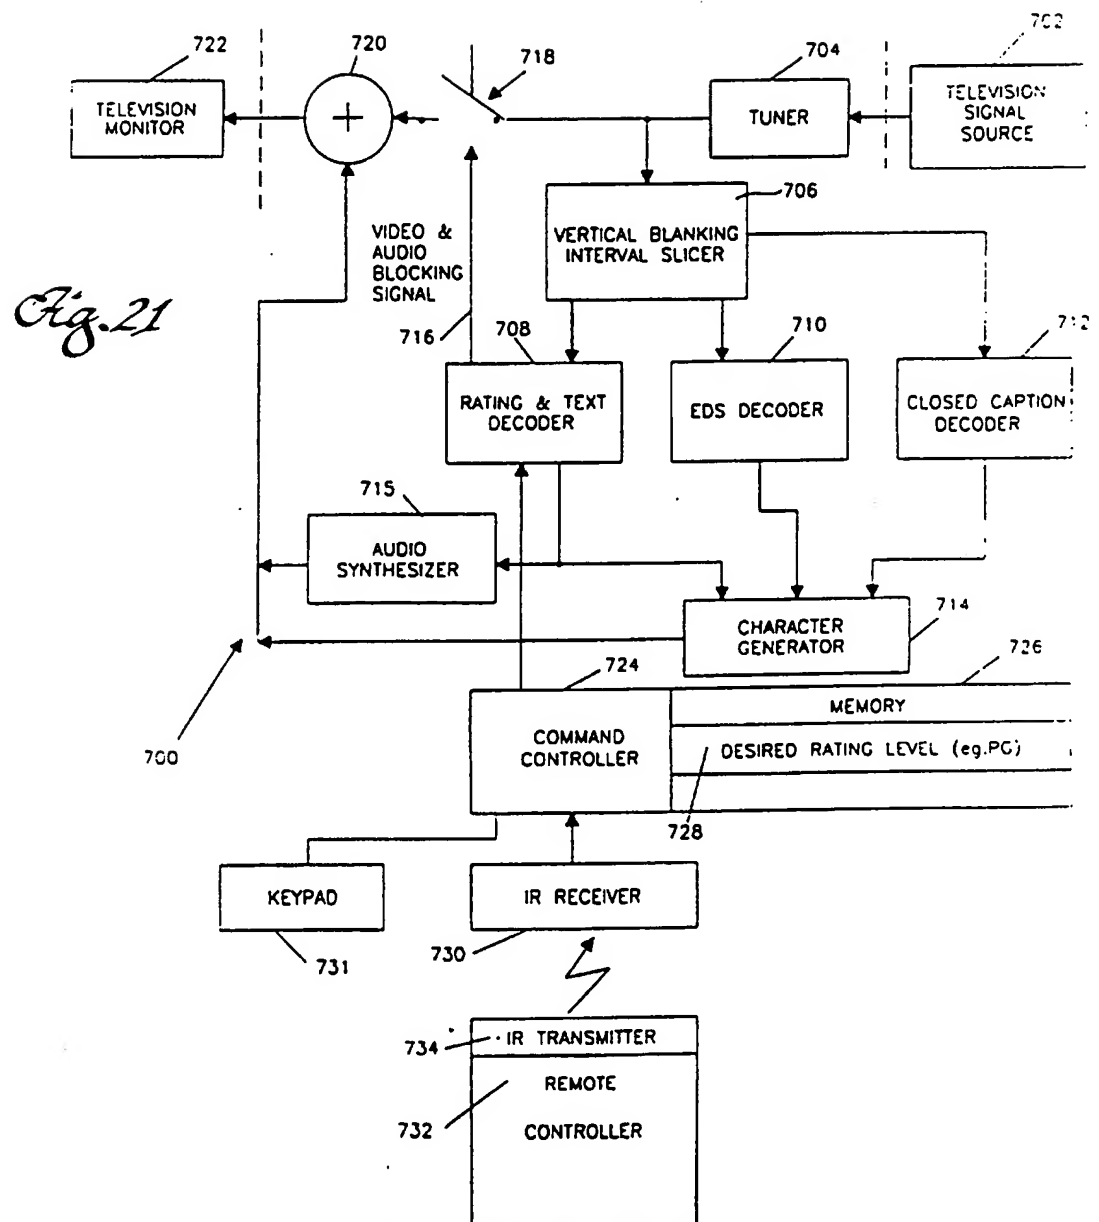 702
722
720
718
704
TELEVISION
MONITOR
+
TUNER
TELEVISION
SIGNAL
SOURCE
706
VERTICAL BLANKING
INTERVAL SLICER
VIDEO &
AUDIO
BLOCKING
SIGNAL
Fig. 21
716
708
710
712
RATING & TEXT
DECODER
EDS DECODER
CLOSED CAPTION
DECODER
715
AUDIO
SYNTHESIZER
714
CHARACTER
GENERATOR
724
726
MEMORY
COMMAND
CONTROLLER
DESIRED RATING LEVEL (eg.PG)
700
728
KEYPAD
IR RECEIVER
731
730
734
IR TRANSMITTER
REMOTE
CONTROLLER
732